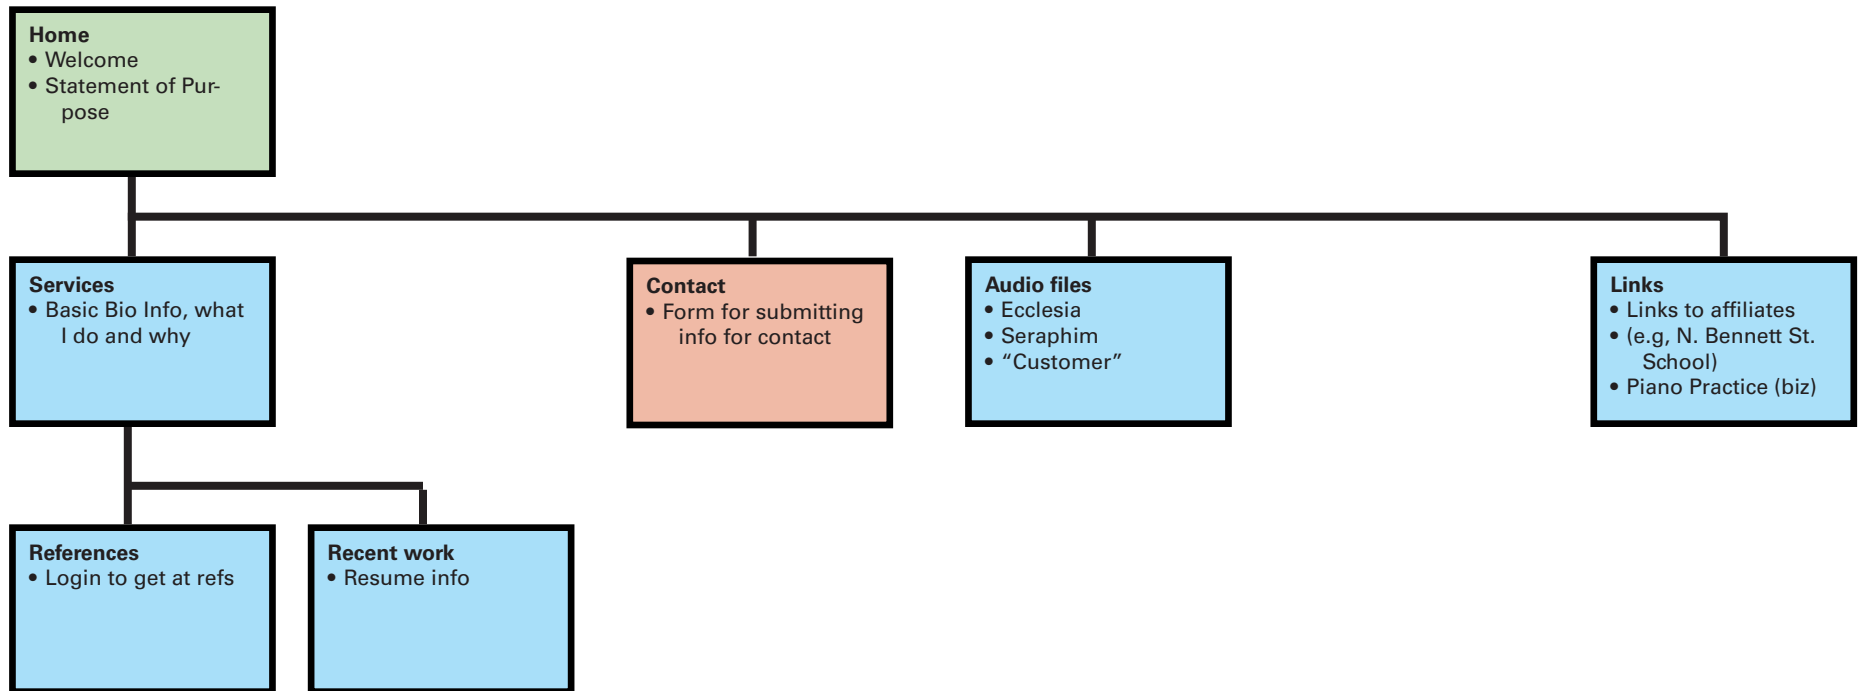 Home
• Welcome
• Statement of Pur-
pose
Services
• Basic Bio Info, what
I do and why
Contact
• Form for submitting
info for contact
Audio files
• Ecclesia
• Seraphim
• “Customer”
Links
• Links to affiliates
• (e.g, N. Bennett St.
School)
• Piano Practice (biz)
References
• Login to get at refs
Recent work
• Resume info